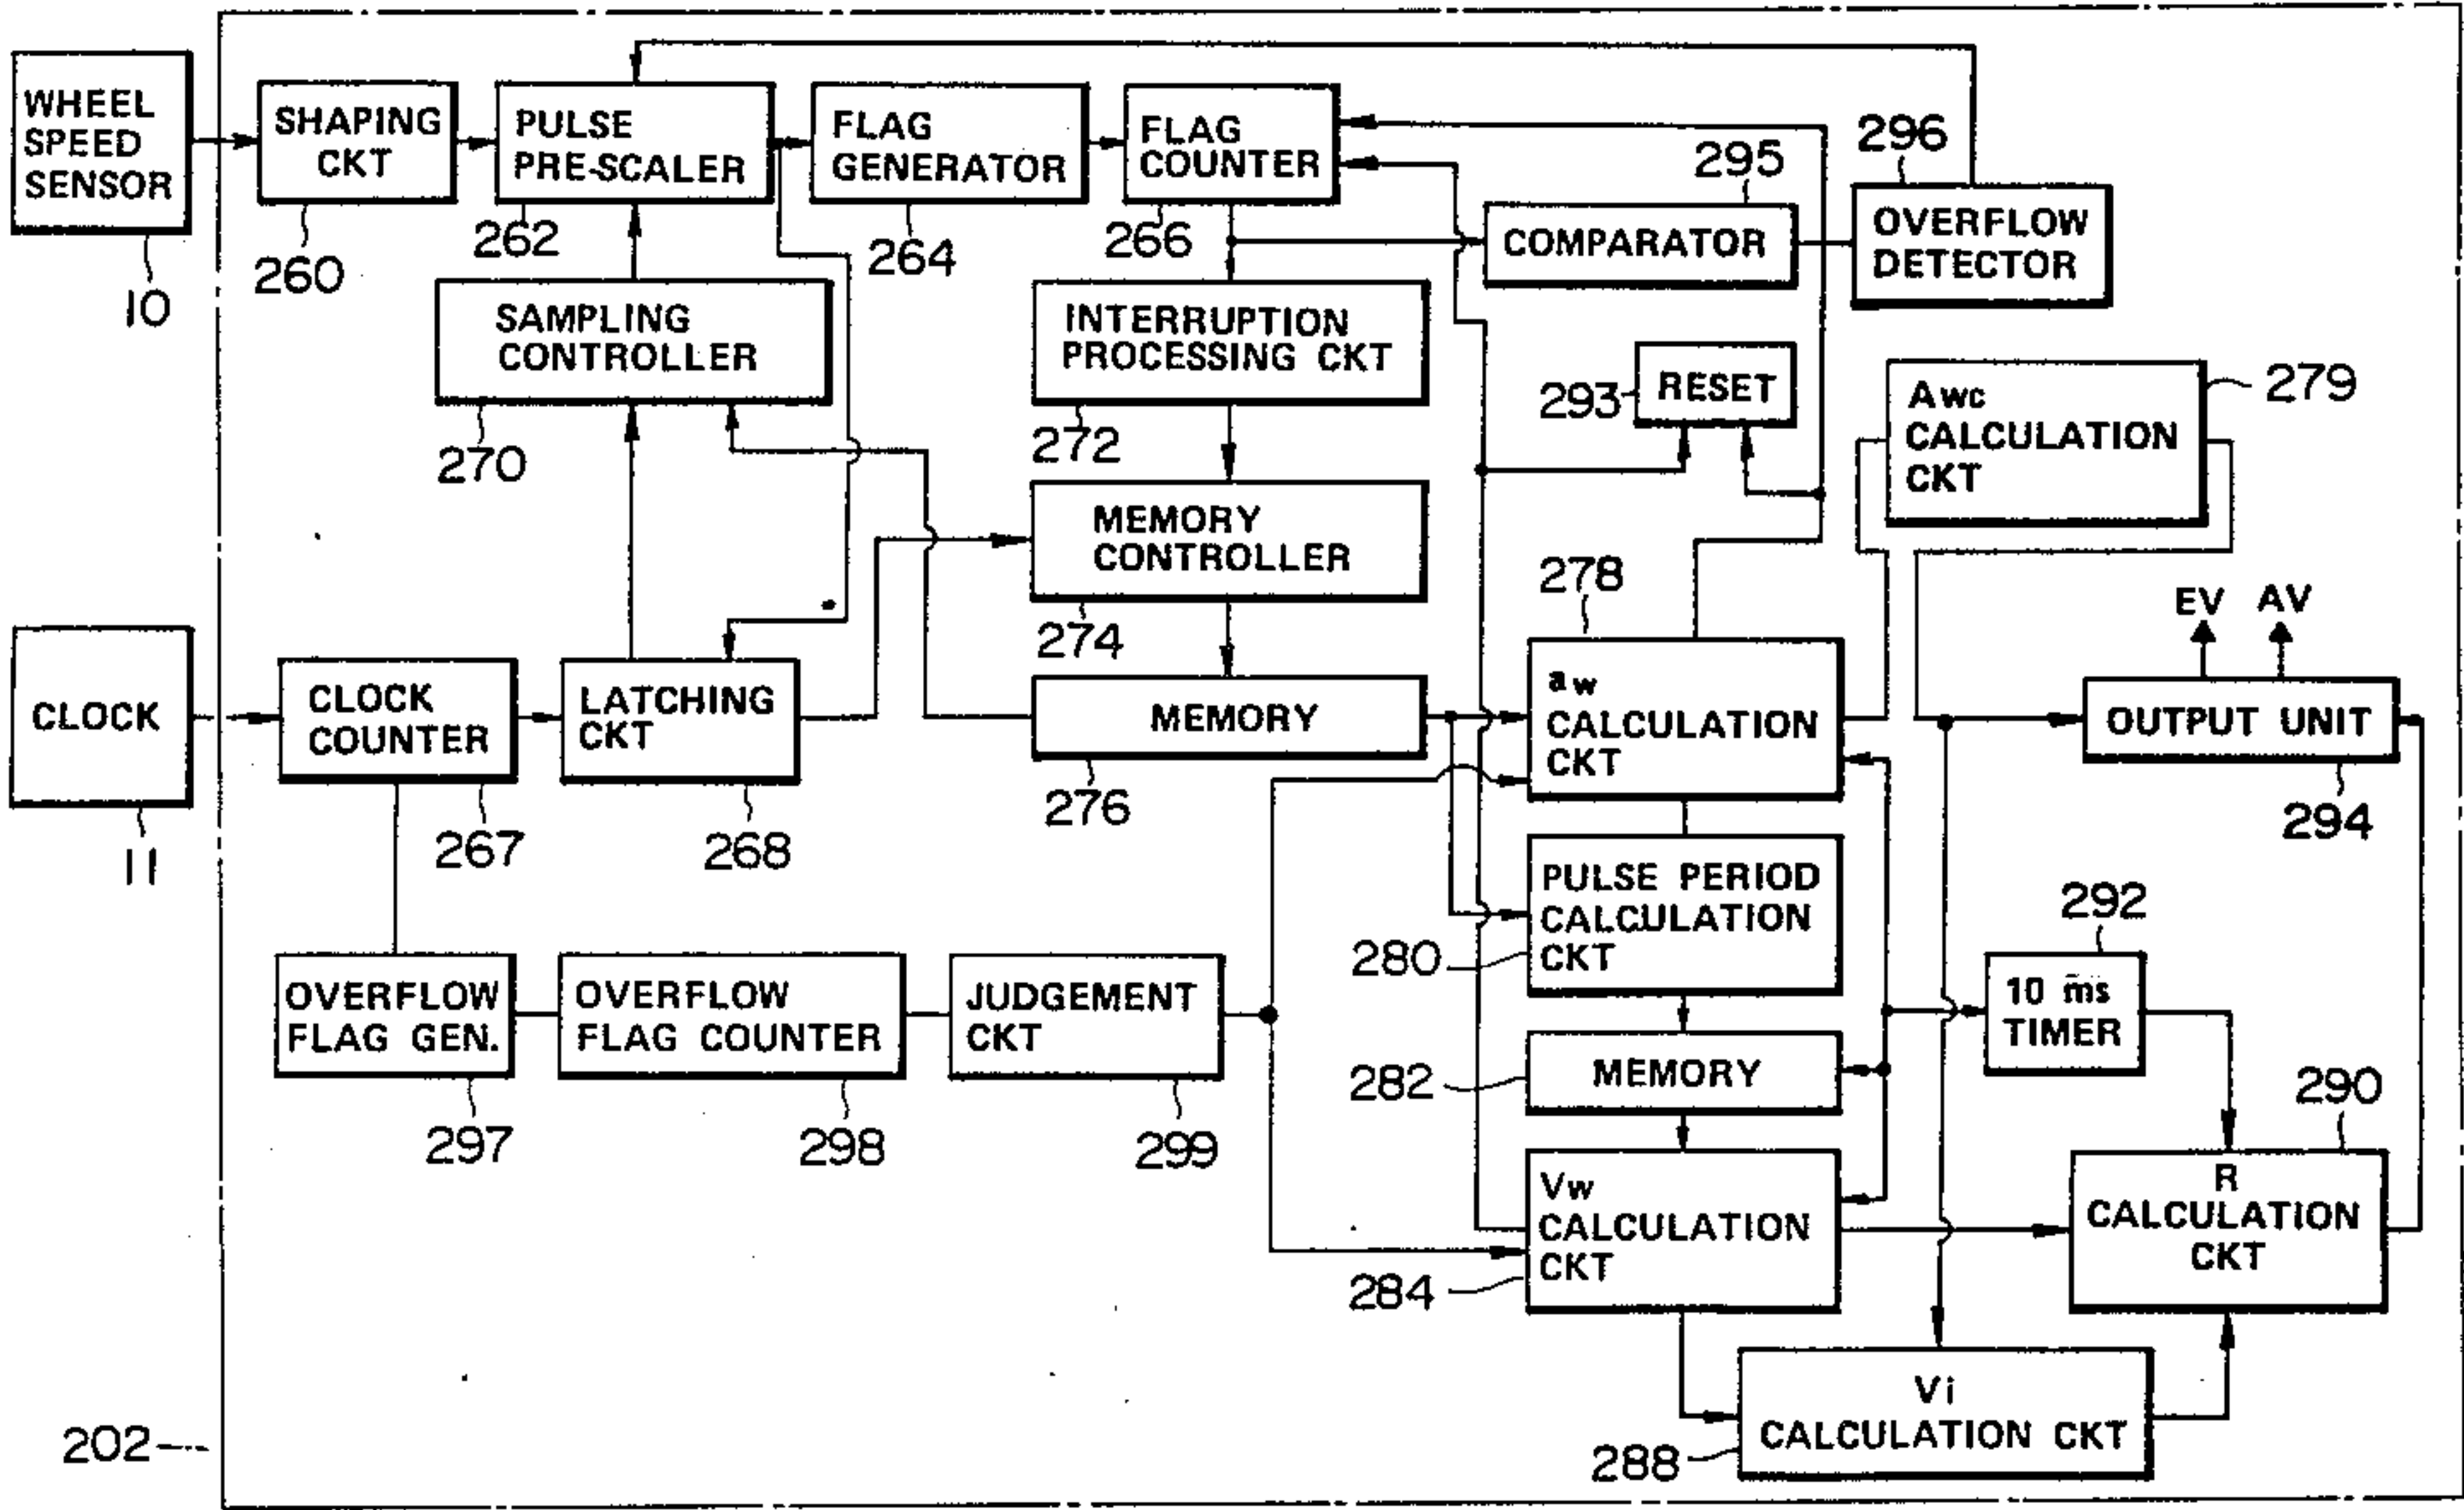 WHEEL
SPEED
SENSOR
10
SHAPING
CKT
260
PULSE
PRE-SCALER
262
FLAG
GENERATOR
264
FLAG
COUNTER
266
295
COMPARATOR
296
OVERFLOW
DETECTOR
SAMPLING
CONTROLLER
270
INTERRUPTION
PROCESSING CKT
272
293
RESET
Awc
CALCULATION
CKT
279
MEMORY
CONTROLLER
274
CLOCK
11
CLOCK
COUNTER
267
LATCHING
CKT
268
MEMORY
276
278
aw
CALCULATION
CKT
EV AV
OUTPUT UNIT
294
PULSE PERIOD
CALCULATION
CKT
280
292
10 ms
TIMER
OVERFLOW
FLAG GEN.
297
OVERFLOW
FLAG COUNTER
298
JUDGEMENT
CKT
299
MEMORY
282
290
R
CALCULATION
CKT
Vw
CALCULATION
CKT
284
Vi
CALCULATION CKT
288
202